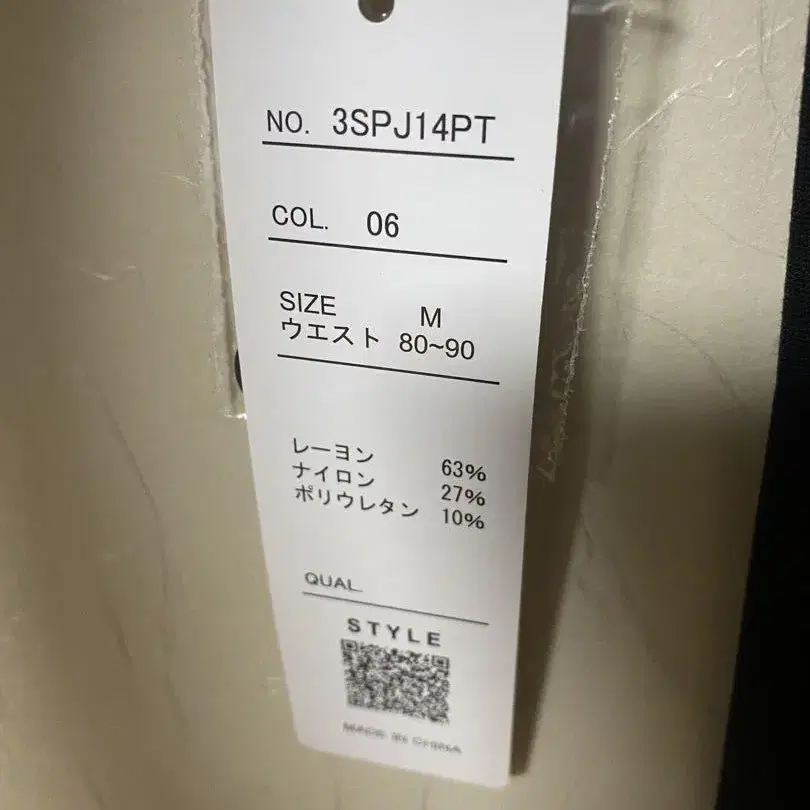 NO. 3SPJ14PT
COL. 06
SIZE M
ウエスト 80~90
レーヨン 63%
ナイロン 27%
ポリウレタン 10%
QUAL.
STYLE
MADE IN CHINA